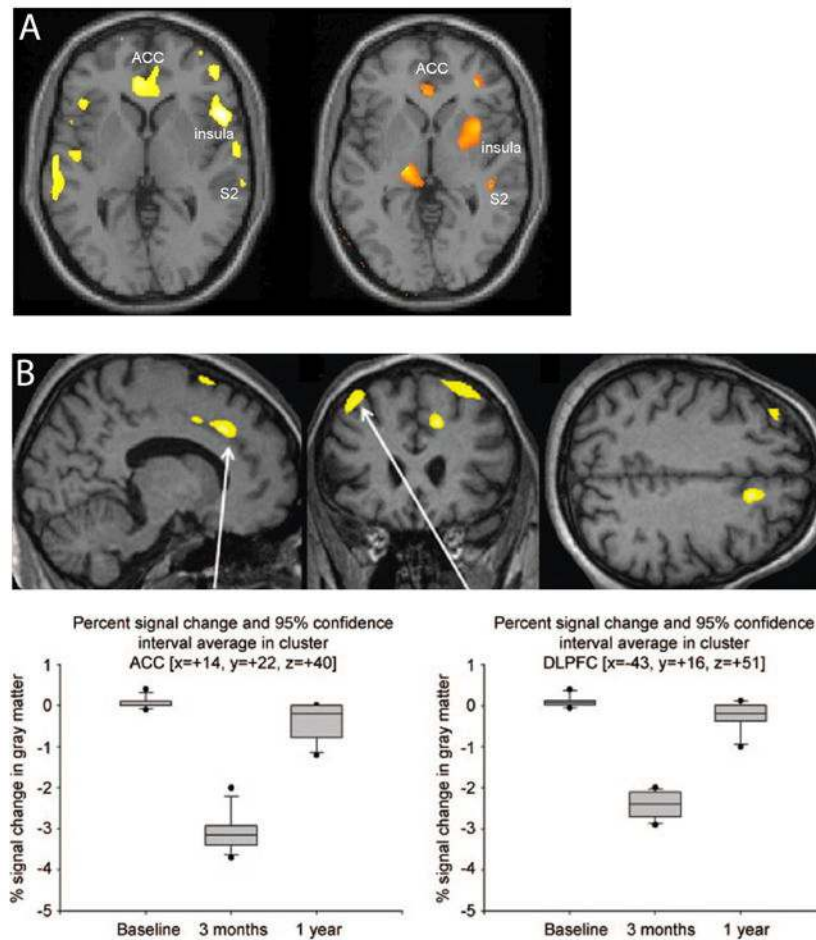 A
ACC
insula
S2
ACC
insula
S2
B
Percent signal change and 95% confidence
interval average in cluster
ACC [x=+14, y=+22, z=+40]
% signal change in gray matter
1
0
-1
-2
-3
-4
-5
Baseline 3 months 1 year
Percent signal change and 95% confidence
interval average in cluster
DLPFC [x=-43, y=+16, z=+51]
% signal change in gray matter
1
0
-1
-2
-3
-4
-5
Baseline 3 months 1 year